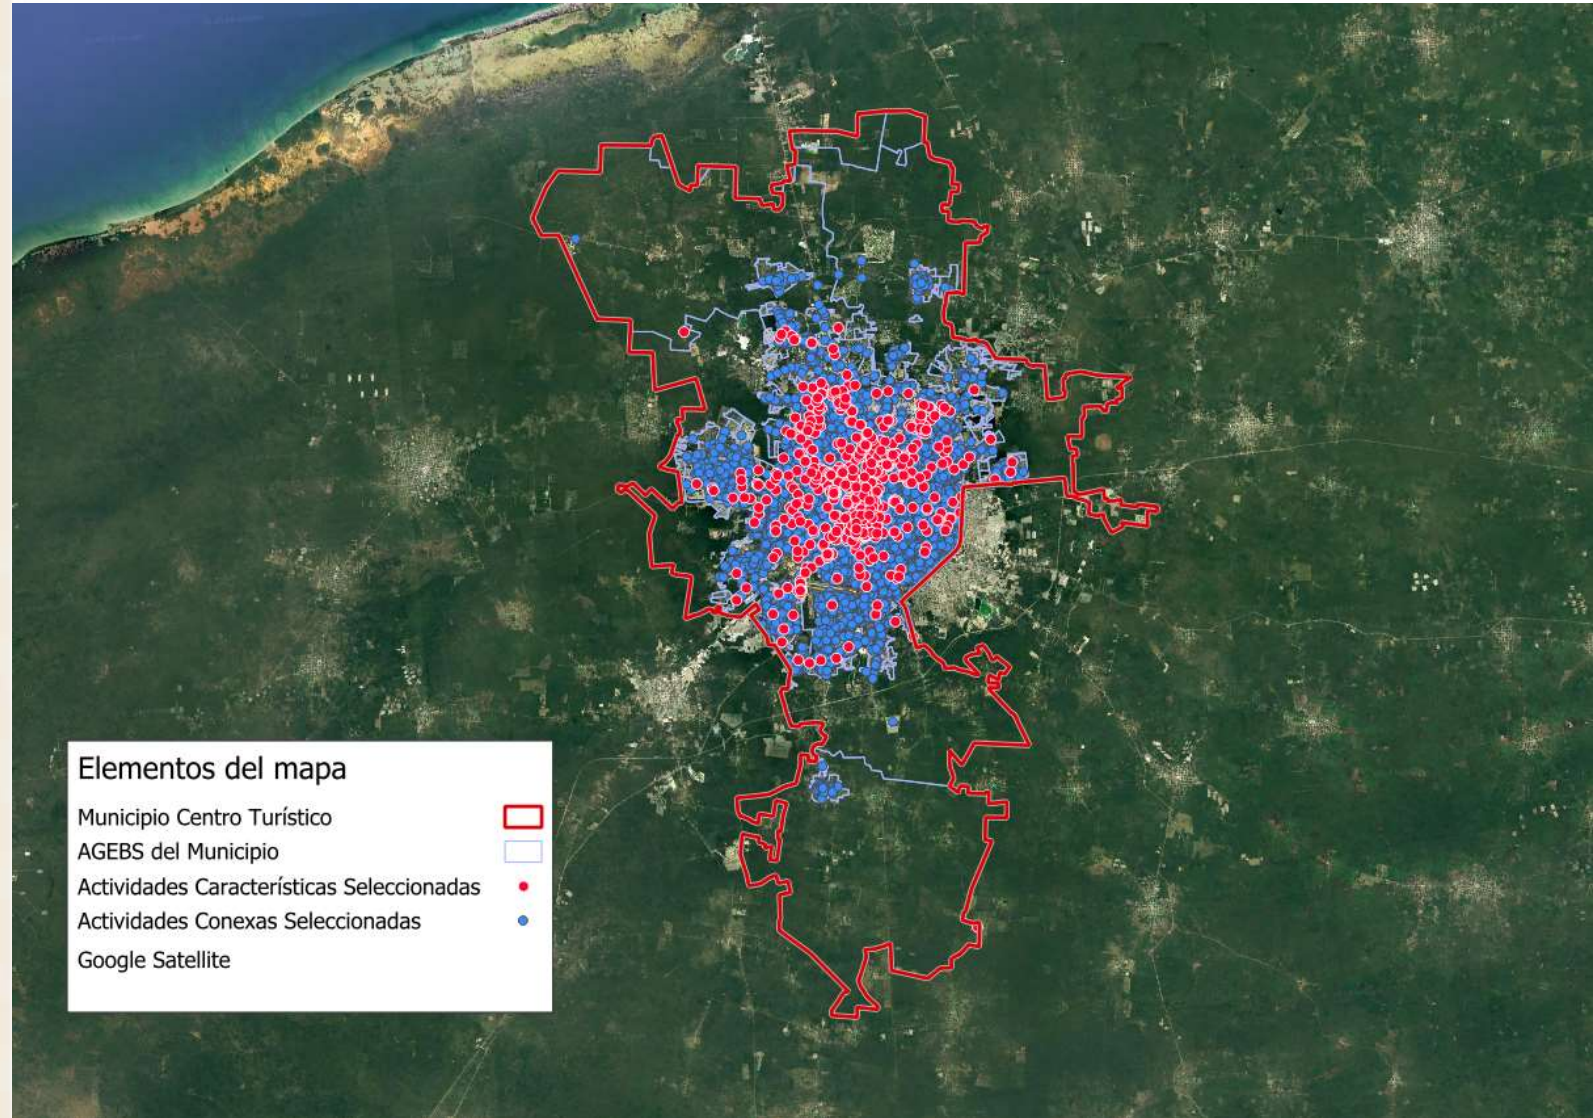 Elementos del mapa
Municipio Centro Turístico
AGEBS del Municipio
Actividades Características Seleccionadas
Actividades Conexas Seleccionadas
Google Satellite